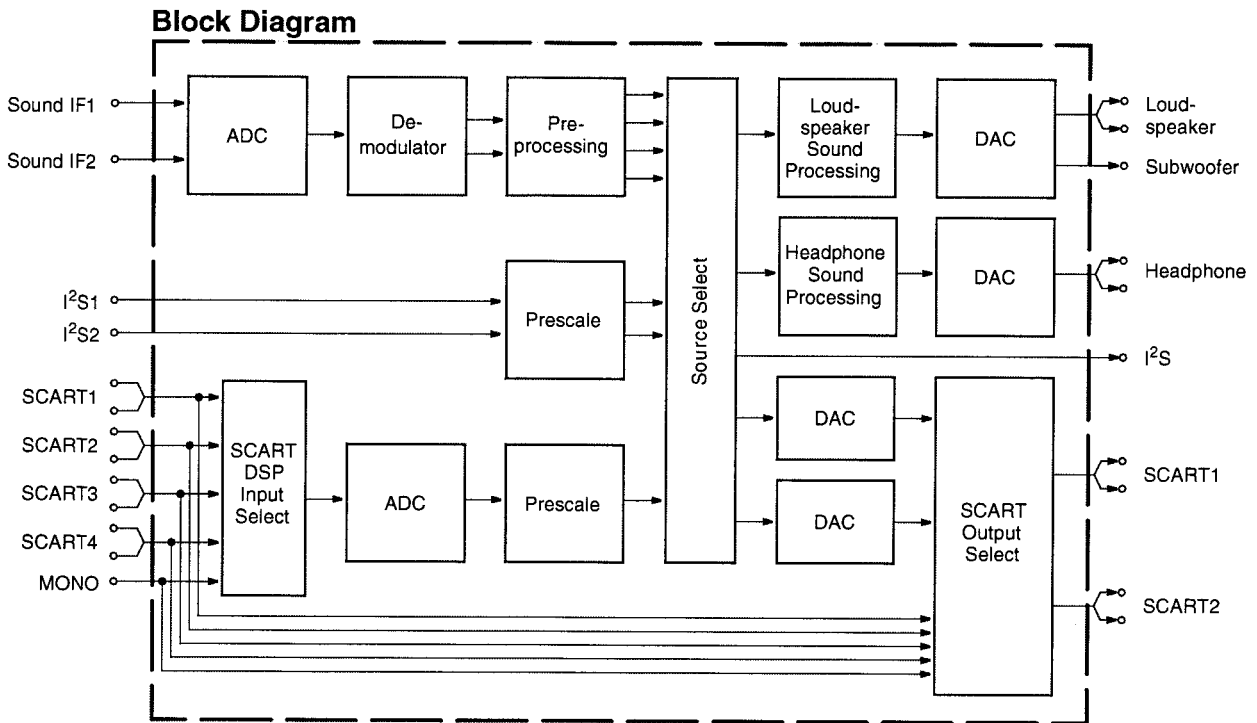 Block Diagram
Sound IF1
Sound IF2
ADC
De-
modulator
Pre-
processing
Loud-
speaker
Sound
Processing
DAC
Loud-
speaker
Subwoofer
I²S1
I²S2
Prescale
Source Select
Headphone
Sound
Processing
DAC
Headphone
I²S
SCART1
SCART2
SCART3
SCART4
MONO
SCART
DSP
Input
Select
ADC
Prescale
DAC
DAC
SCART
Output
Select
SCART1
SCART2